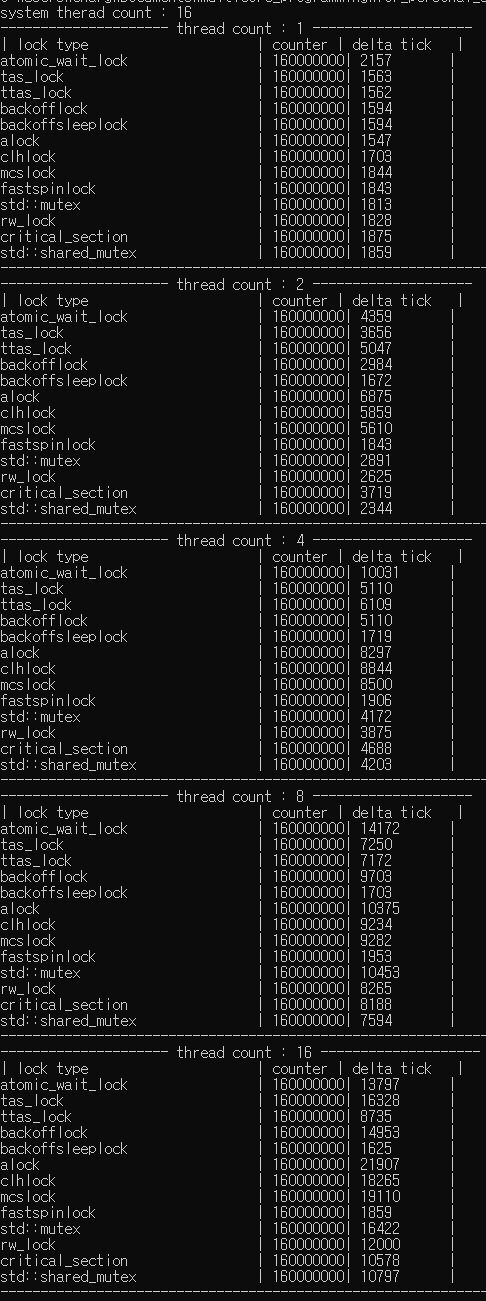 system therad count : 16
--------------------- thread count : 1 --------------------
| lock type | counter | delta tick |
atomic_wait_lock | 160000000| 2157 |
tas_lock | 160000000| 1563 |
ttas_lock | 160000000| 1562 |
backofflock | 160000000| 1594 |
backoffsleeplock | 160000000| 1594 |
alock | 160000000| 1547 |
clhlock | 160000000| 1703 |
mcslock | 160000000| 1844 |
fastspinlock | 160000000| 1843 |
std::mutex | 160000000| 1813 |
rw_lock | 160000000| 1828 |
critical_section | 160000000| 1875 |
std::shared_mutex | 160000000| 1859 |
-------------------------------------------------------------
--------------------- thread count : 2 --------------------
| lock type | counter | delta tick |
atomic_wait_lock | 160000000| 4359 |
tas_lock | 160000000| 3656 |
ttas_lock | 160000000| 5047 |
backofflock | 160000000| 2984 |
backoffsleeplock | 160000000| 1672 |
alock | 160000000| 6875 |
clhlock | 160000000| 5859 |
mcslock | 160000000| 5610 |
fastspinlock | 160000000| 1843 |
std::mutex | 160000000| 2891 |
rw_lock | 160000000| 2625 |
critical_section | 160000000| 3719 |
std::shared_mutex | 160000000| 2344 |
-------------------------------------------------------------
--------------------- thread count : 4 --------------------
| lock type | counter | delta tick |
atomic_wait_lock | 160000000| 10031 |
tas_lock | 160000000| 5110 |
ttas_lock | 160000000| 6109 |
backofflock | 160000000| 5110 |
backoffsleeplock | 160000000| 1719 |
alock | 160000000| 8297 |
clhlock | 160000000| 8844 |
mcslock | 160000000| 8500 |
fastspinlock | 160000000| 1906 |
std::mutex | 160000000| 4172 |
rw_lock | 160000000| 3875 |
critical_section | 160000000| 4688 |
std::shared_mutex | 160000000| 4203 |
-------------------------------------------------------------
--------------------- thread count : 8 --------------------
| lock type | counter | delta tick |
atomic_wait_lock | 160000000| 14172 |
tas_lock | 160000000| 7250 |
ttas_lock | 160000000| 7172 |
backofflock | 160000000| 9703 |
backoffsleeplock | 160000000| 1703 |
alock | 160000000| 10375 |
clhlock | 160000000| 9234 |
mcslock | 160000000| 9282 |
fastspinlock | 160000000| 1953 |
std::mutex | 160000000| 10453 |
rw_lock | 160000000| 8265 |
critical_section | 160000000| 8188 |
std::shared_mutex | 160000000| 7594 |
-------------------------------------------------------------
--------------------- thread count : 16 --------------------
| lock type | counter | delta tick |
atomic_wait_lock | 160000000| 13797 |
tas_lock | 160000000| 16328 |
ttas_lock | 160000000| 8735 |
backofflock | 160000000| 14953 |
backoffsleeplock | 160000000| 1625 |
alock | 160000000| 21907 |
clhlock | 160000000| 18265 |
mcslock | 160000000| 19110 |
fastspinlock | 160000000| 1859 |
std::mutex | 160000000| 16422 |
rw_lock | 160000000| 12000 |
critical_section | 160000000| 10578 |
std::shared_mutex | 160000000| 10797 |
-------------------------------------------------------------